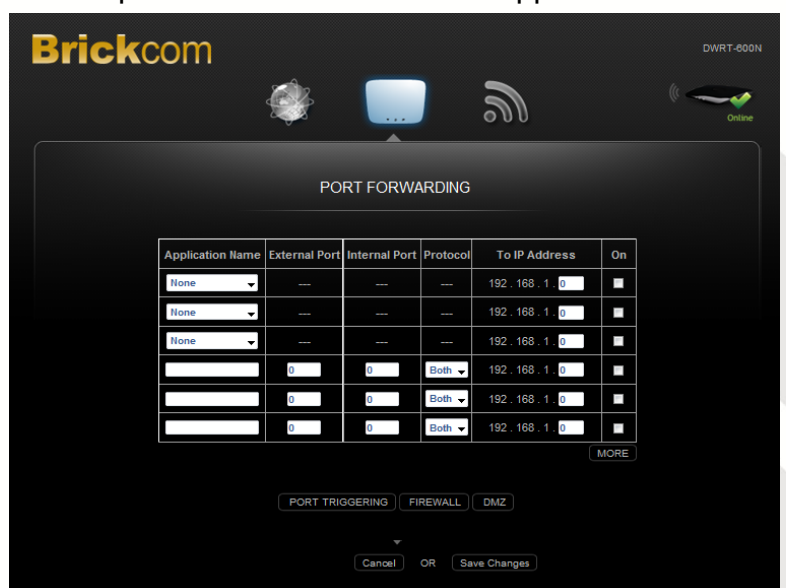 Brickcom
DWRT-600N
Online
PORT FORWARDING
Application Name External Port Internal Port Protocol To IP Address On
None --- --- --- 192 . 168 . 1 . 0
None --- --- --- 192 . 168 . 1 . 0
None --- --- --- 192 . 168 . 1 . 0
0 0 Both 192 . 168 . 1 . 0
0 0 Both 192 . 168 . 1 . 0
0 0 Both 192 . 168 . 1 . 0
MORE
PORT TRIGGERING FIREWALL DMZ
Cancel OR Save Changes